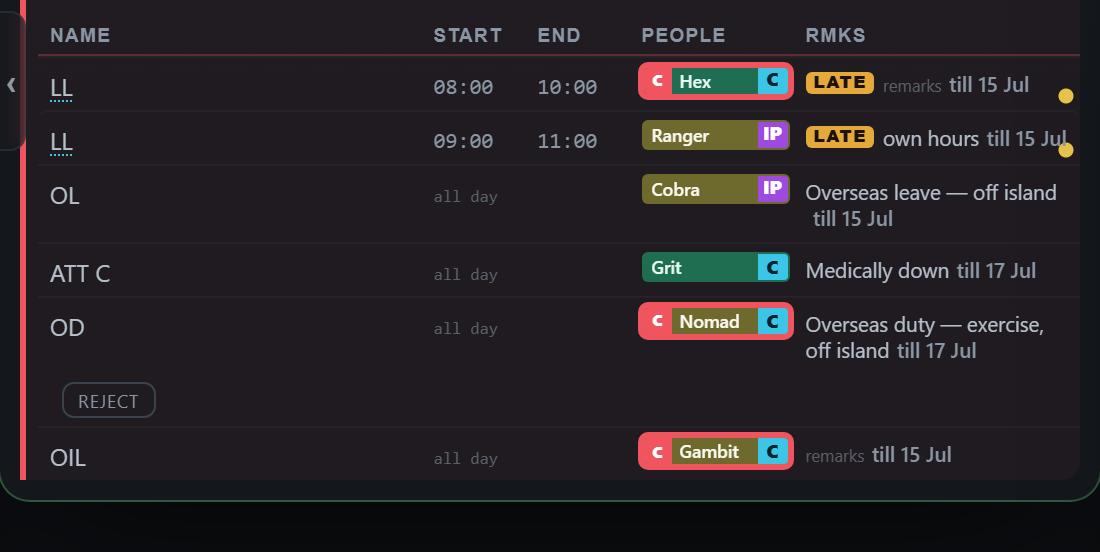 NAME START END PEOPLE RMKS
‹
LL 08:00 10:00 C Hex C LATE remarks till 15 Jul
LL 09:00 11:00 Ranger IP LATE own hours till 15 Jul
OL all day Cobra IP Overseas leave — off island
till 15 Jul
ATT C all day Grit C Medically down till 17 Jul
OD all day C Nomad C Overseas duty — exercise,
off island till 17 Jul
REJECT
OIL all day C Gambit C remarks till 15 Jul